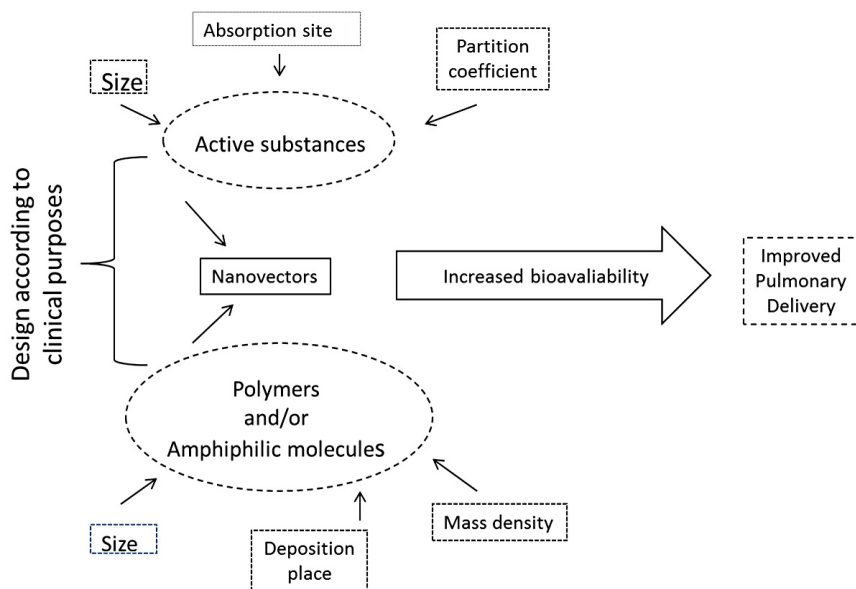 Absorption site
Partition
coefficient
Size
Active substances
Design according to
clinical purposes
Nanovectors
Increased bioavaliability
Improved
Pulmonary
Delivery
Polymers
and/or
Amphiphilic molecules
Size
Deposition
place
Mass density